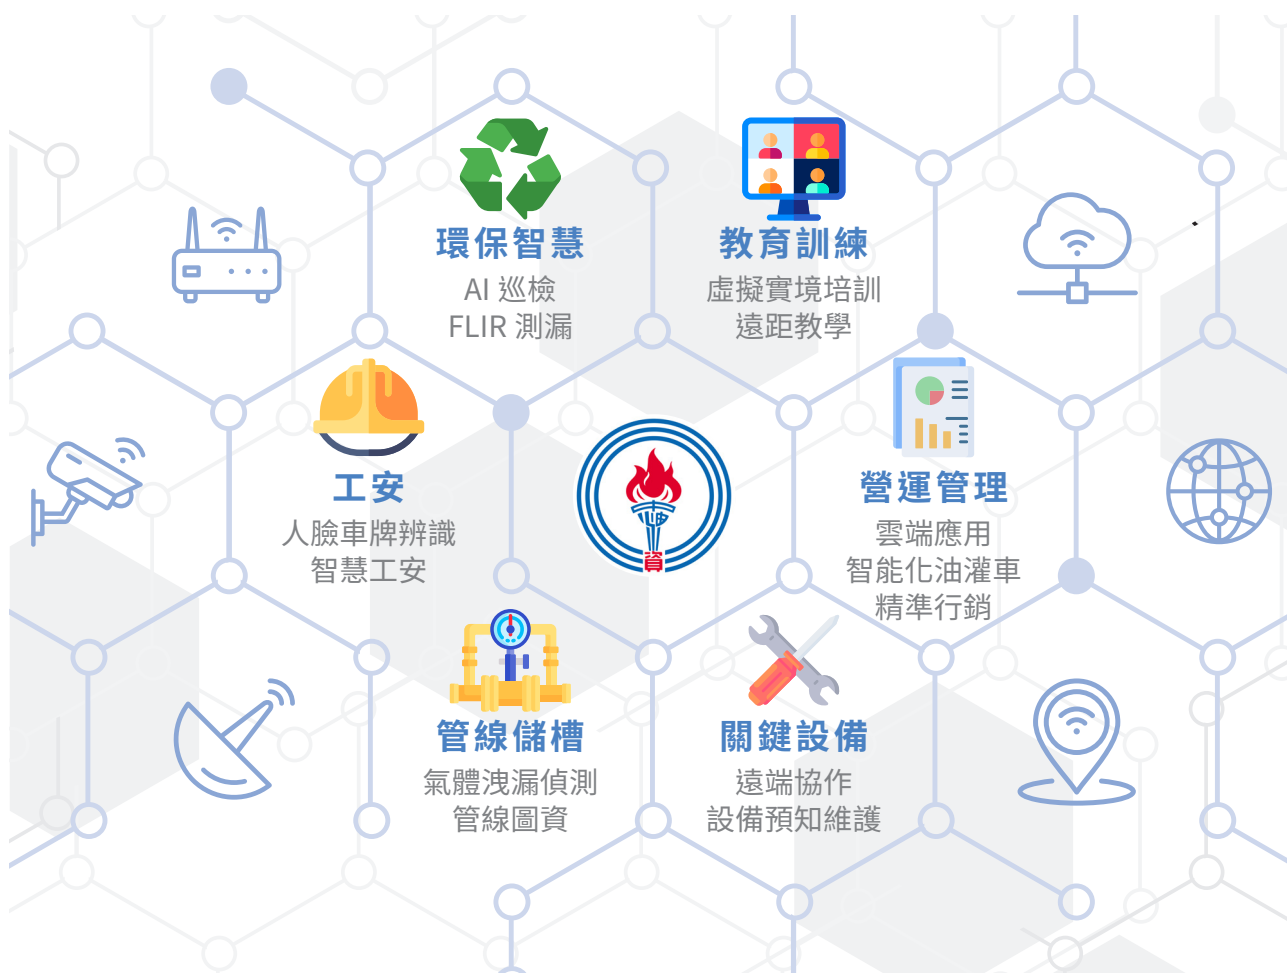 環保智慧
AI 巡檢
FLIR 測漏
教育訓練
虛擬實境培訓
遠距教學
工安
人臉車牌辨識
智慧工安
資
營運管理
雲端應用
智能化油灌車
精準行銷
管線儲槽
氣體洩漏偵測
管線圖資
關鍵設備
遠端協作
設備預知維護